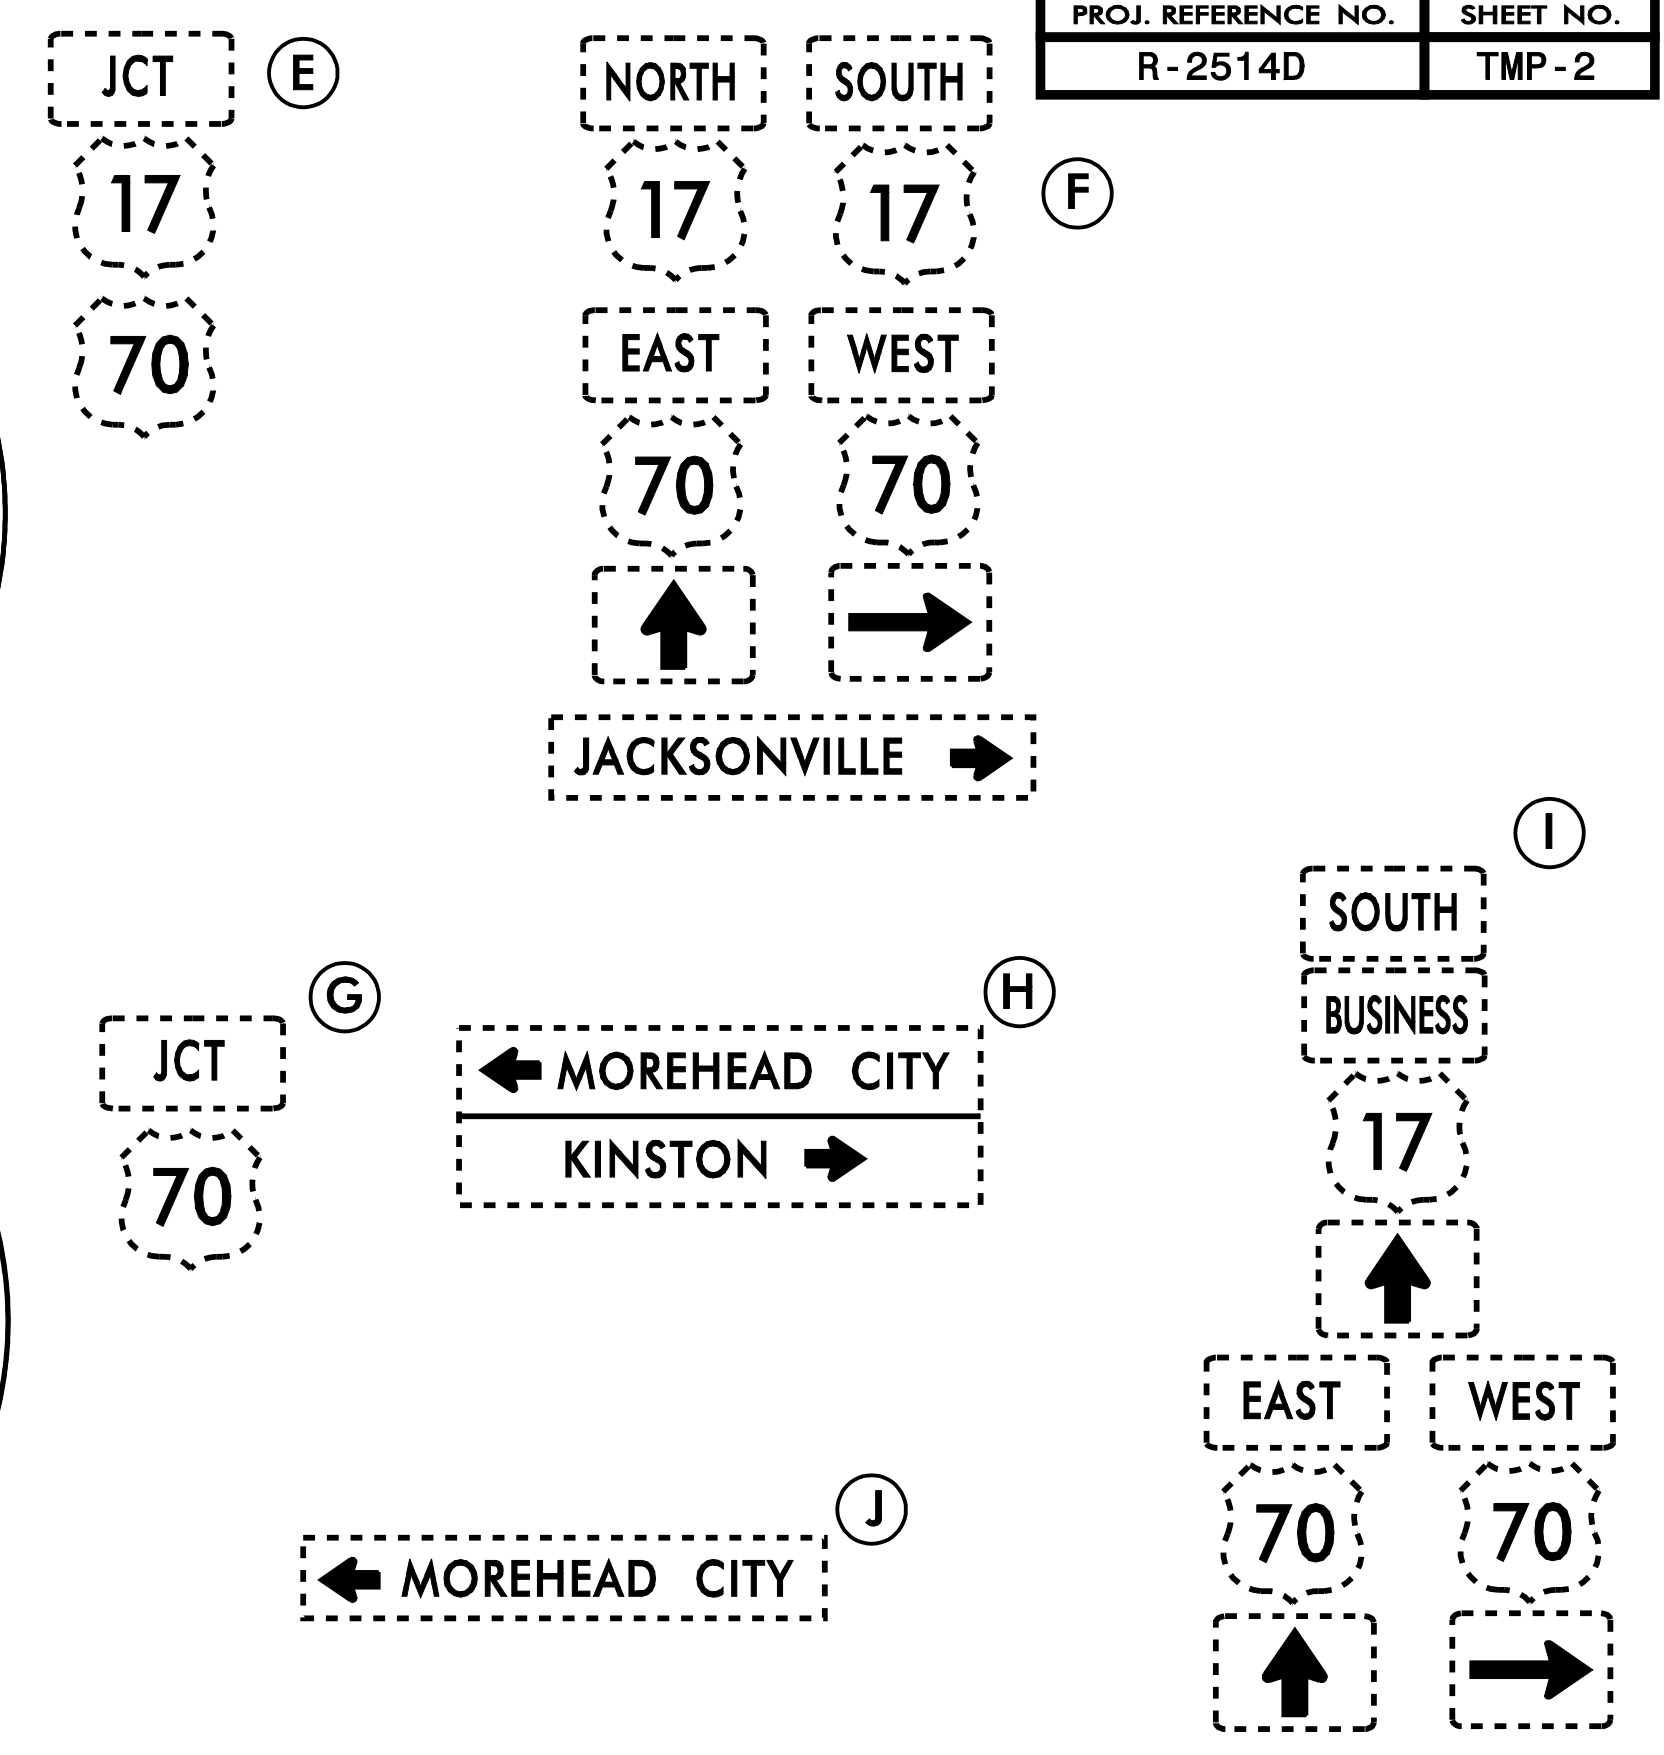 PROJ. REFERENCE NO. SHEET NO.
R-2514D TMP-2
JCT E
17
70
NORTH SOUTH
17 17 F
EAST WEST
70 70
JACKSONVILLE
G
JCT
70
H
MOREHEAD CITY
KINSTON
I
SOUTH
BUSINESS
17
EAST WEST
70 70
J
MOREHEAD CITY